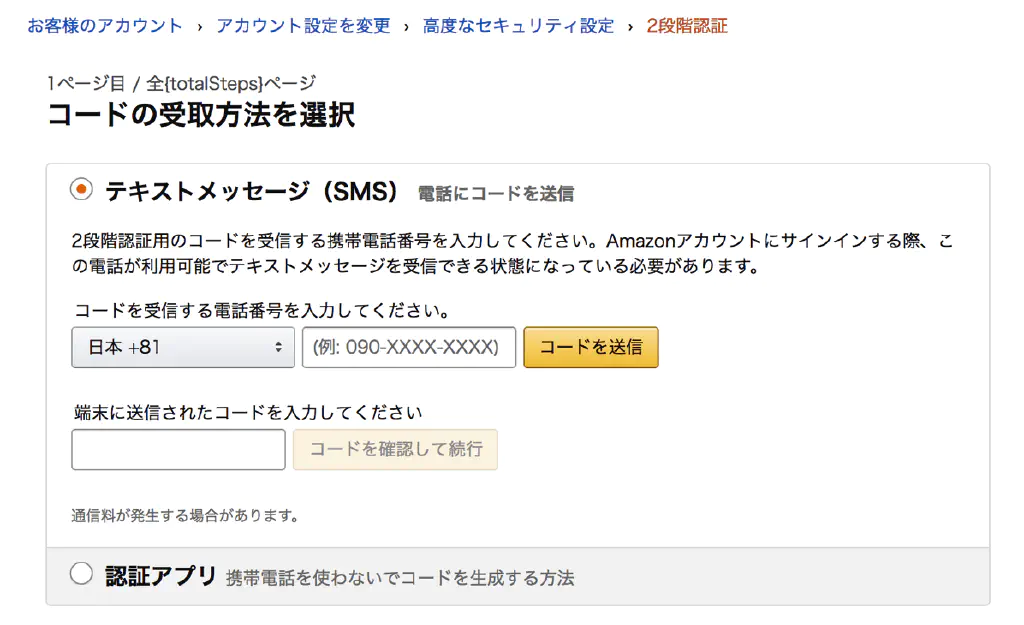 お客様のアカウント › アカウント設定を変更 › 高度なセキュリティ設定 › 2段階認証
1ページ目 / 全{totalSteps}ページ
コードの受取方法を選択
テキストメッセージ（SMS） 電話にコードを送信
2段階認証用のコードを受信する携帯電話番号を入力してください。Amazonアカウントにサインインする際、こ
の電話が利用可能でテキストメッセージを受信できる状態になっている必要があります。
コードを受信する電話番号を入力してください。
日本 +81 (例: 090-XXXX-XXXX) コードを送信
端末に送信されたコードを入力してください
コードを確認して続行
通信料が発生する場合があります。
認証アプリ 携帯電話を使わないでコードを生成する方法